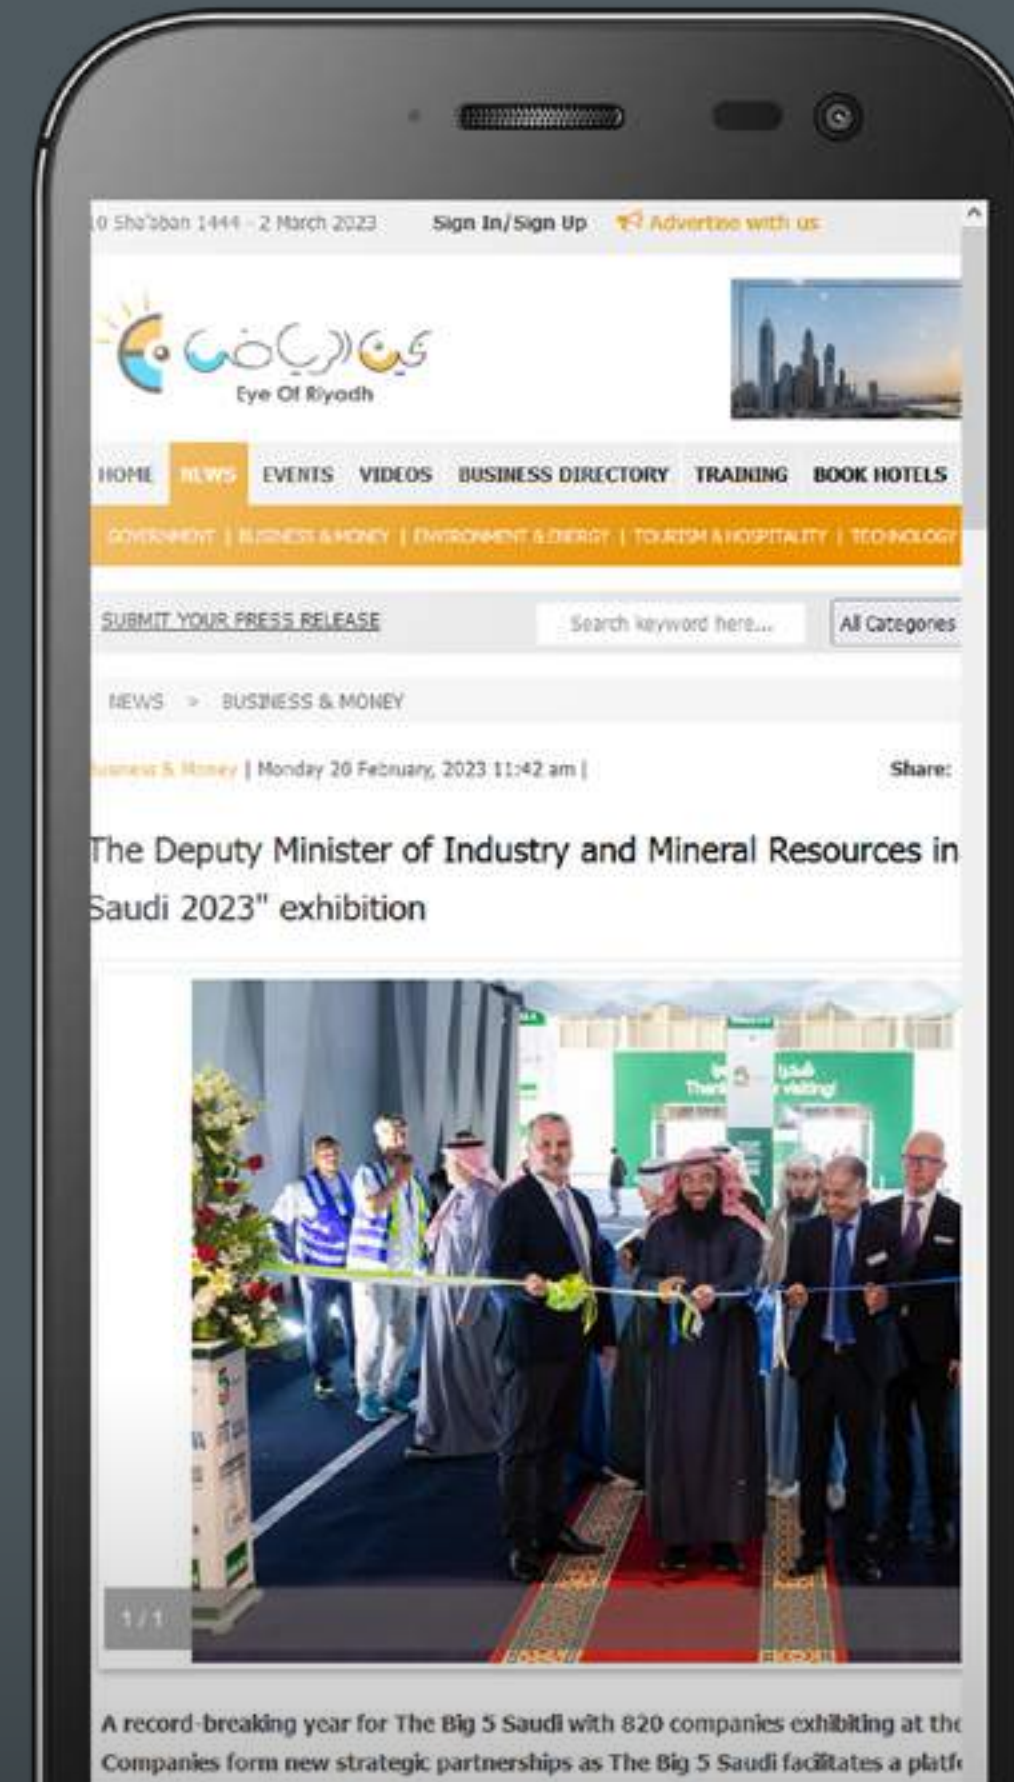 10 Sha'aban 1444 - 2 March 2023 Sign In/Sign Up Advertise with us
عين الرياض
Eye Of Riyadh
HOME NEWS EVENTS VIDEOS BUSINESS DIRECTORY TRAINING BOOK HOTELS
GOVERNMENT | BUSINESS & MONEY | ENVIRONMENT & ENERGY | TOURISM & HOSPITALITY | TECHNOLOGY
SUBMIT YOUR PRESS RELEASE Search keyword here... All Categories
NEWS > BUSINESS & MONEY
Business & Money | Monday 20 February, 2023 11:42 am | Share:
The Deputy Minister of Industry and Mineral Resources in
Saudi 2023" exhibition
visiting!
5
1 / 1
A record-breaking year for The Big 5 Saudi with 820 companies exhibiting at the
Companies form new strategic partnerships as The Big 5 Saudi facilitates a platf